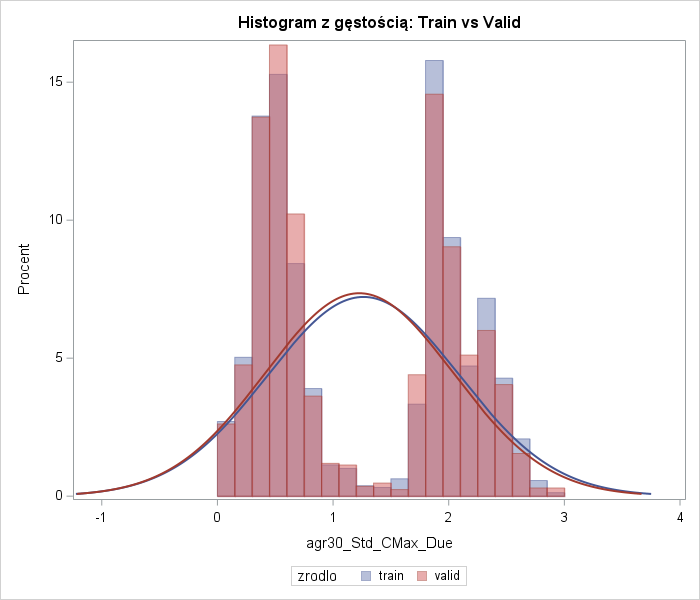 Histogram z gęstością: Train vs Valid
Procent
15
10
5
0
-1 0 1 2 3 4
agr30_Std_CMax_Due
zrodlo train valid